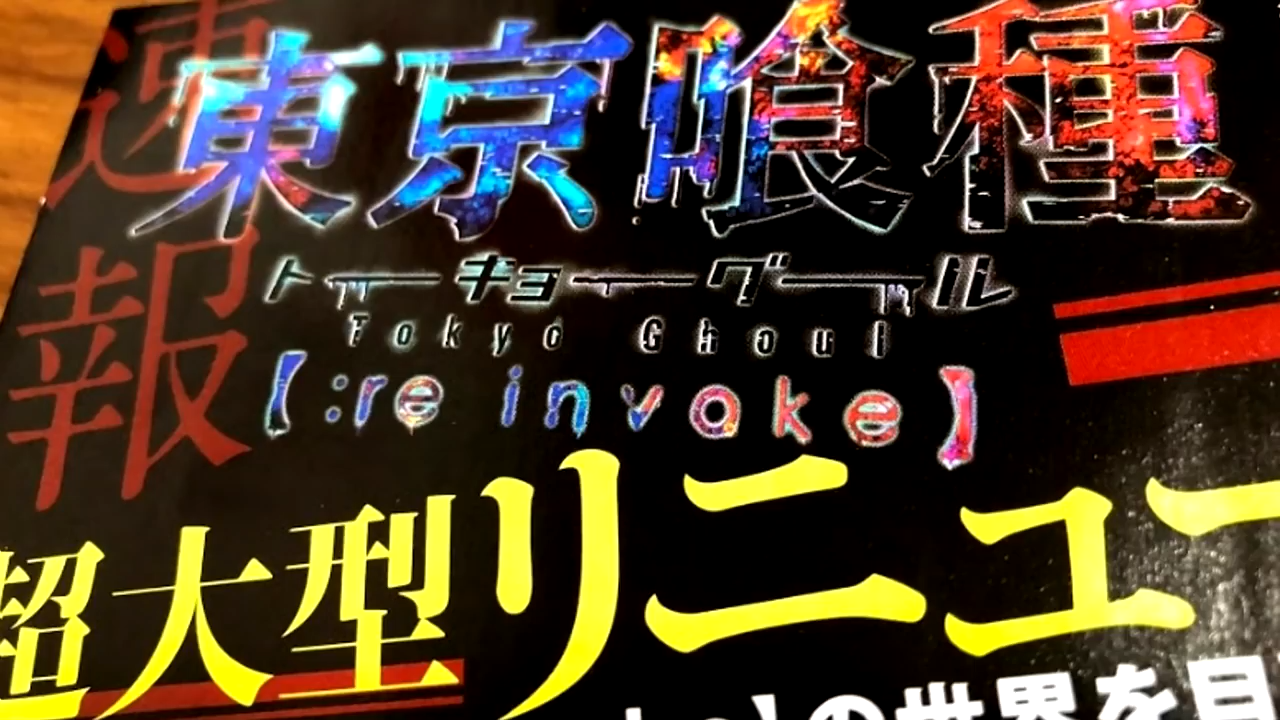 速報
東京喰種
トーキョーグール
Tokyo Ghoul
【:re invoke】
超大型リニュー
の世界を目